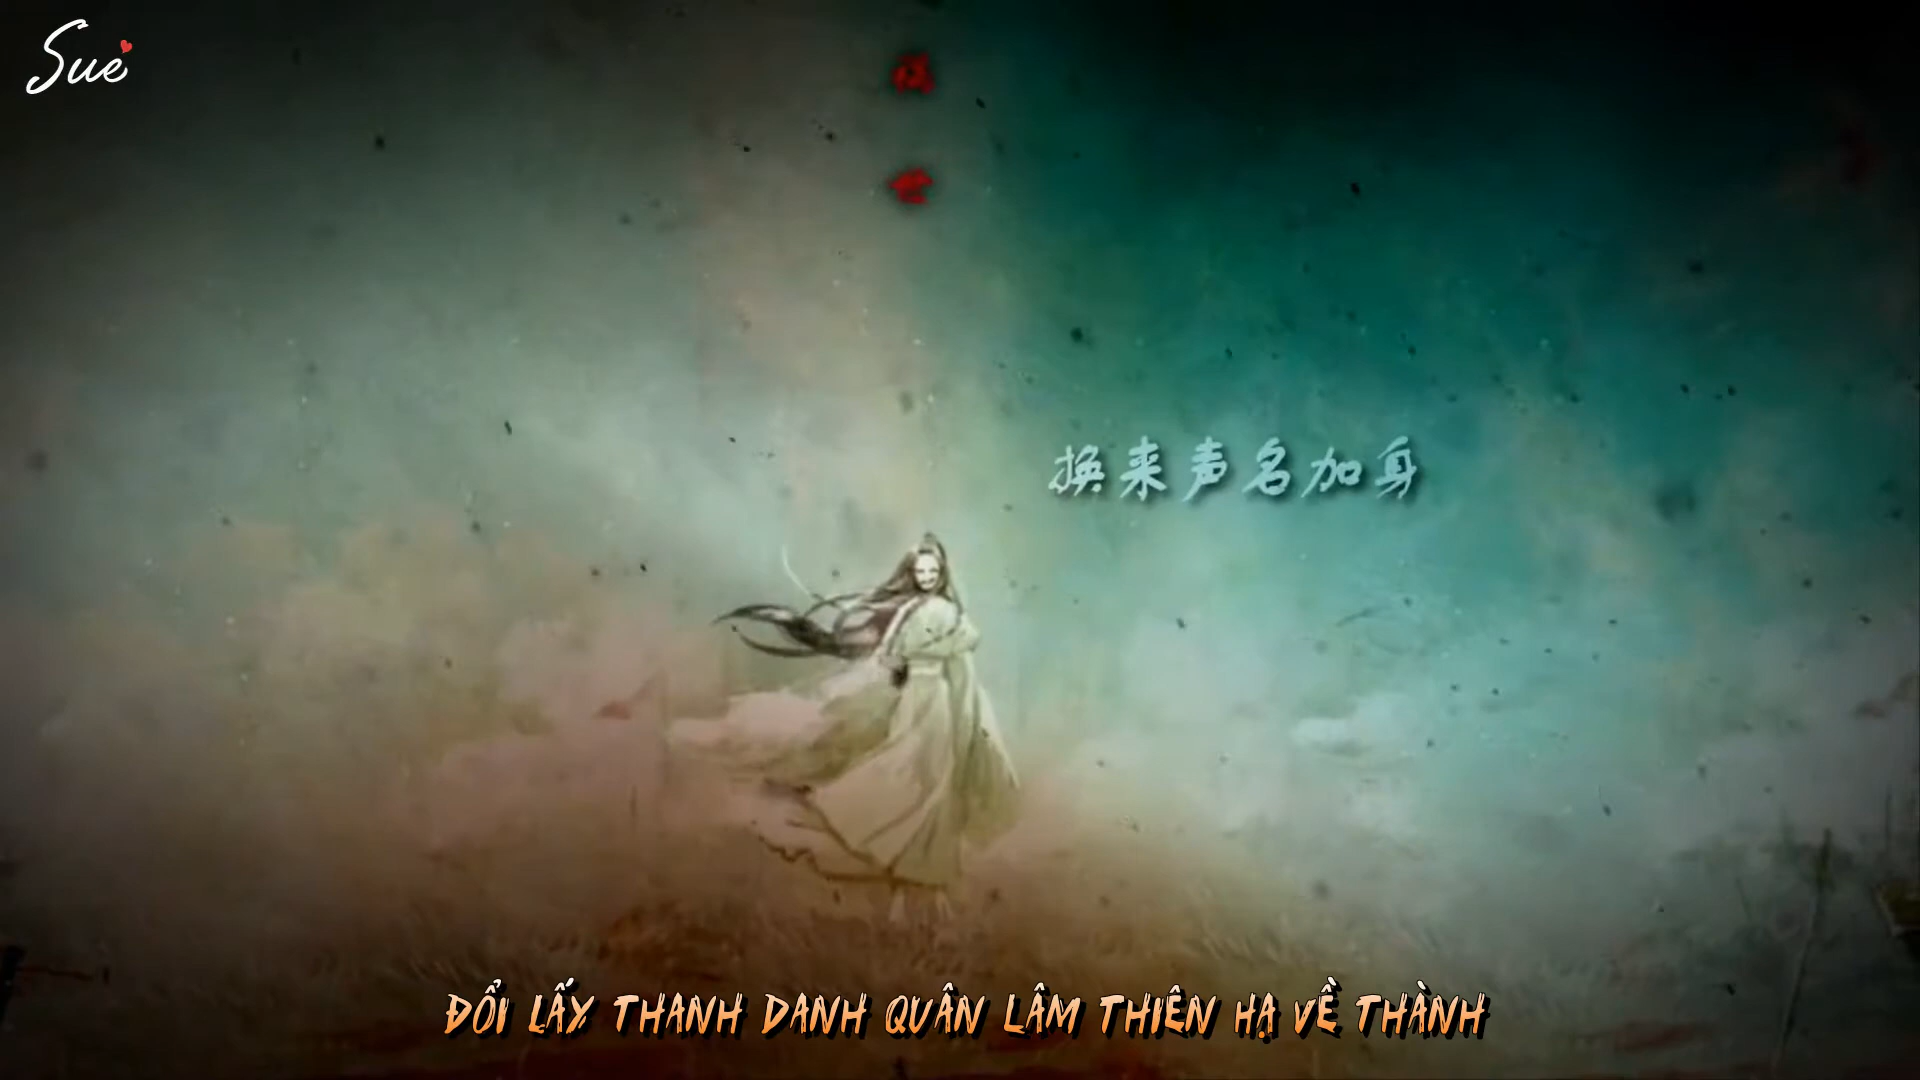 Sue
换来声名加身
ĐỔI LẤY THANH DANH QUÂN LÂM THIÊN HẠ VỀ THÀNH